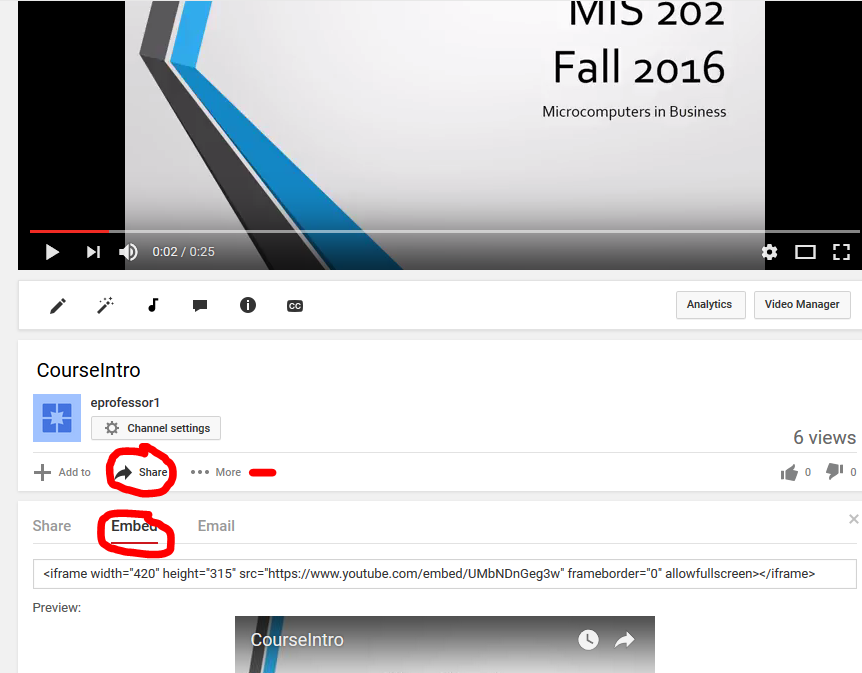 MIS 202
Fall 2016
Microcomputers in Business
0:02 / 0:25
CC
Analytics
Video Manager
CourseIntro
eprofessor1
Channel settings
6 views
Add to
Share
More
0
0
Share
Embed
Email
<iframe width="420" height="315" src="https://www.youtube.com/embed/UMbNDnGeg3w" frameborder="0" allowfullscreen></iframe>
Preview:
CourseIntro